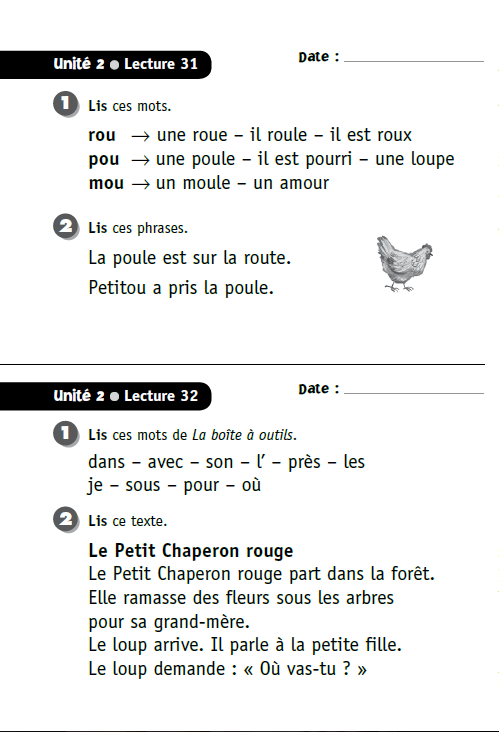 Unité 2 ● Lecture 31
Date :
1 Lis ces mots.
rou → une roue – il roule – il est roux
pou → une poule – il est pourri – une loupe
mou → un moule – un amour
2 Lis ces phrases.
La poule est sur la route.
Petitou a pris la poule.
Unité 2 ● Lecture 32
Date :
1 Lis ces mots de La boîte à outils.
dans – avec – son – l’ – près – les
je – sous – pour – où
2 Lis ce texte.
Le Petit Chaperon rouge
Le Petit Chaperon rouge part dans la forêt.
Elle ramasse des fleurs sous les arbres
pour sa grand-mère.
Le loup arrive. Il parle à la petite fille.
Le loup demande : « Où vas-tu ? »